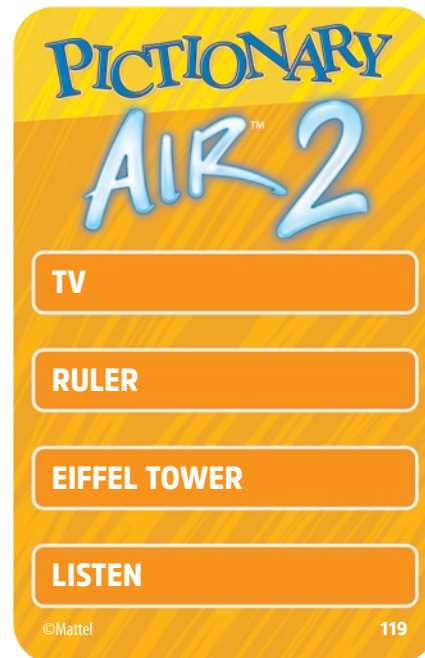 PICTIONARY
AIR™ 2
TV
RULER
EIFFEL TOWER
LISTEN
©Mattel 119